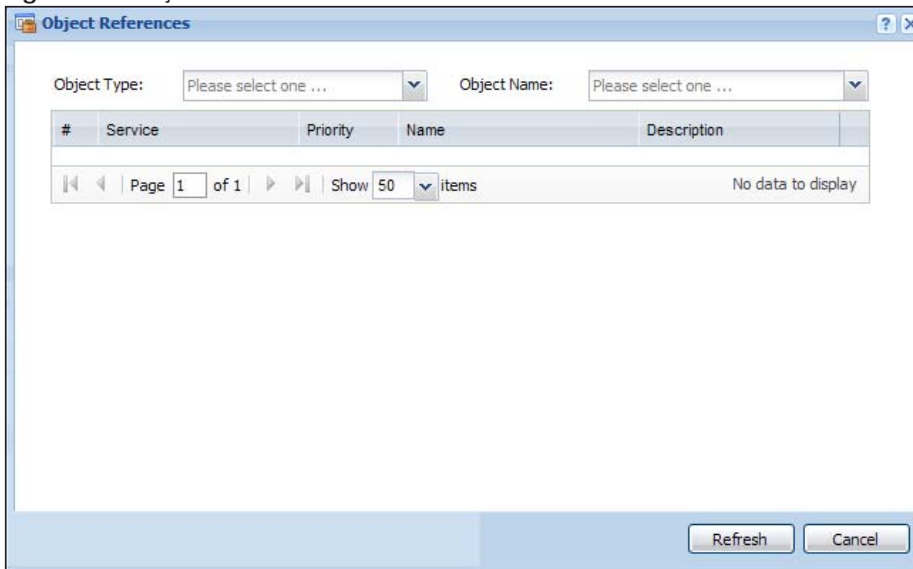 Object References
Object Type: Please select one ... Object Name: Please select one ...
# Service Priority Name Description
Page 1 of 1 Show 50 items No data to display
Refresh Cancel